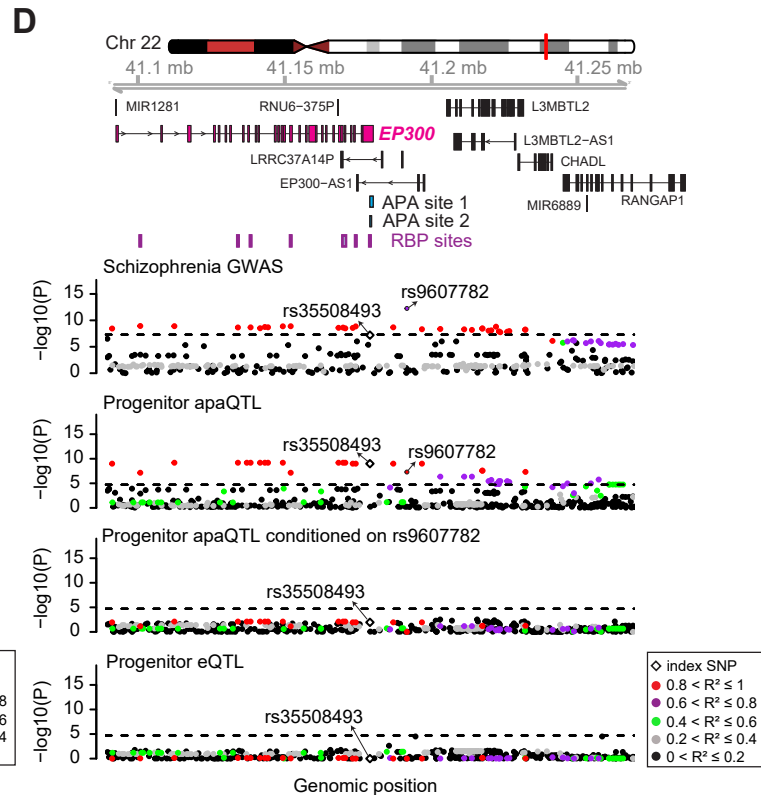 D
Chr 22
41.1 mb 41.15 mb 41.2 mb 41.25 mb
MIR1281 RNU6−375P L3MBTL2
EP300 L3MBTL2−AS1
LRRC37A14P CHADL
EP300−AS1
APA site 1 MIR6889 RANGAP1
APA site 2
RBP sites
Schizophrenia GWAS
−log10(P)
15
10
5
0
rs35508493
rs9607782
Progenitor apaQTL
−log10(P)
15
10
5
0
rs35508493
rs9607782
Progenitor apaQTL conditioned on rs9607782
−log10(P)
15
10
5
0
rs35508493
Progenitor eQTL
−log10(P)
15
10
5
0
rs35508493
Genomic position
8
6
4
index SNP
0.8 < R² ≤ 1
0.6 < R² ≤ 0.8
0.4 < R² ≤ 0.6
0.2 < R² ≤ 0.4
0 < R² ≤ 0.2